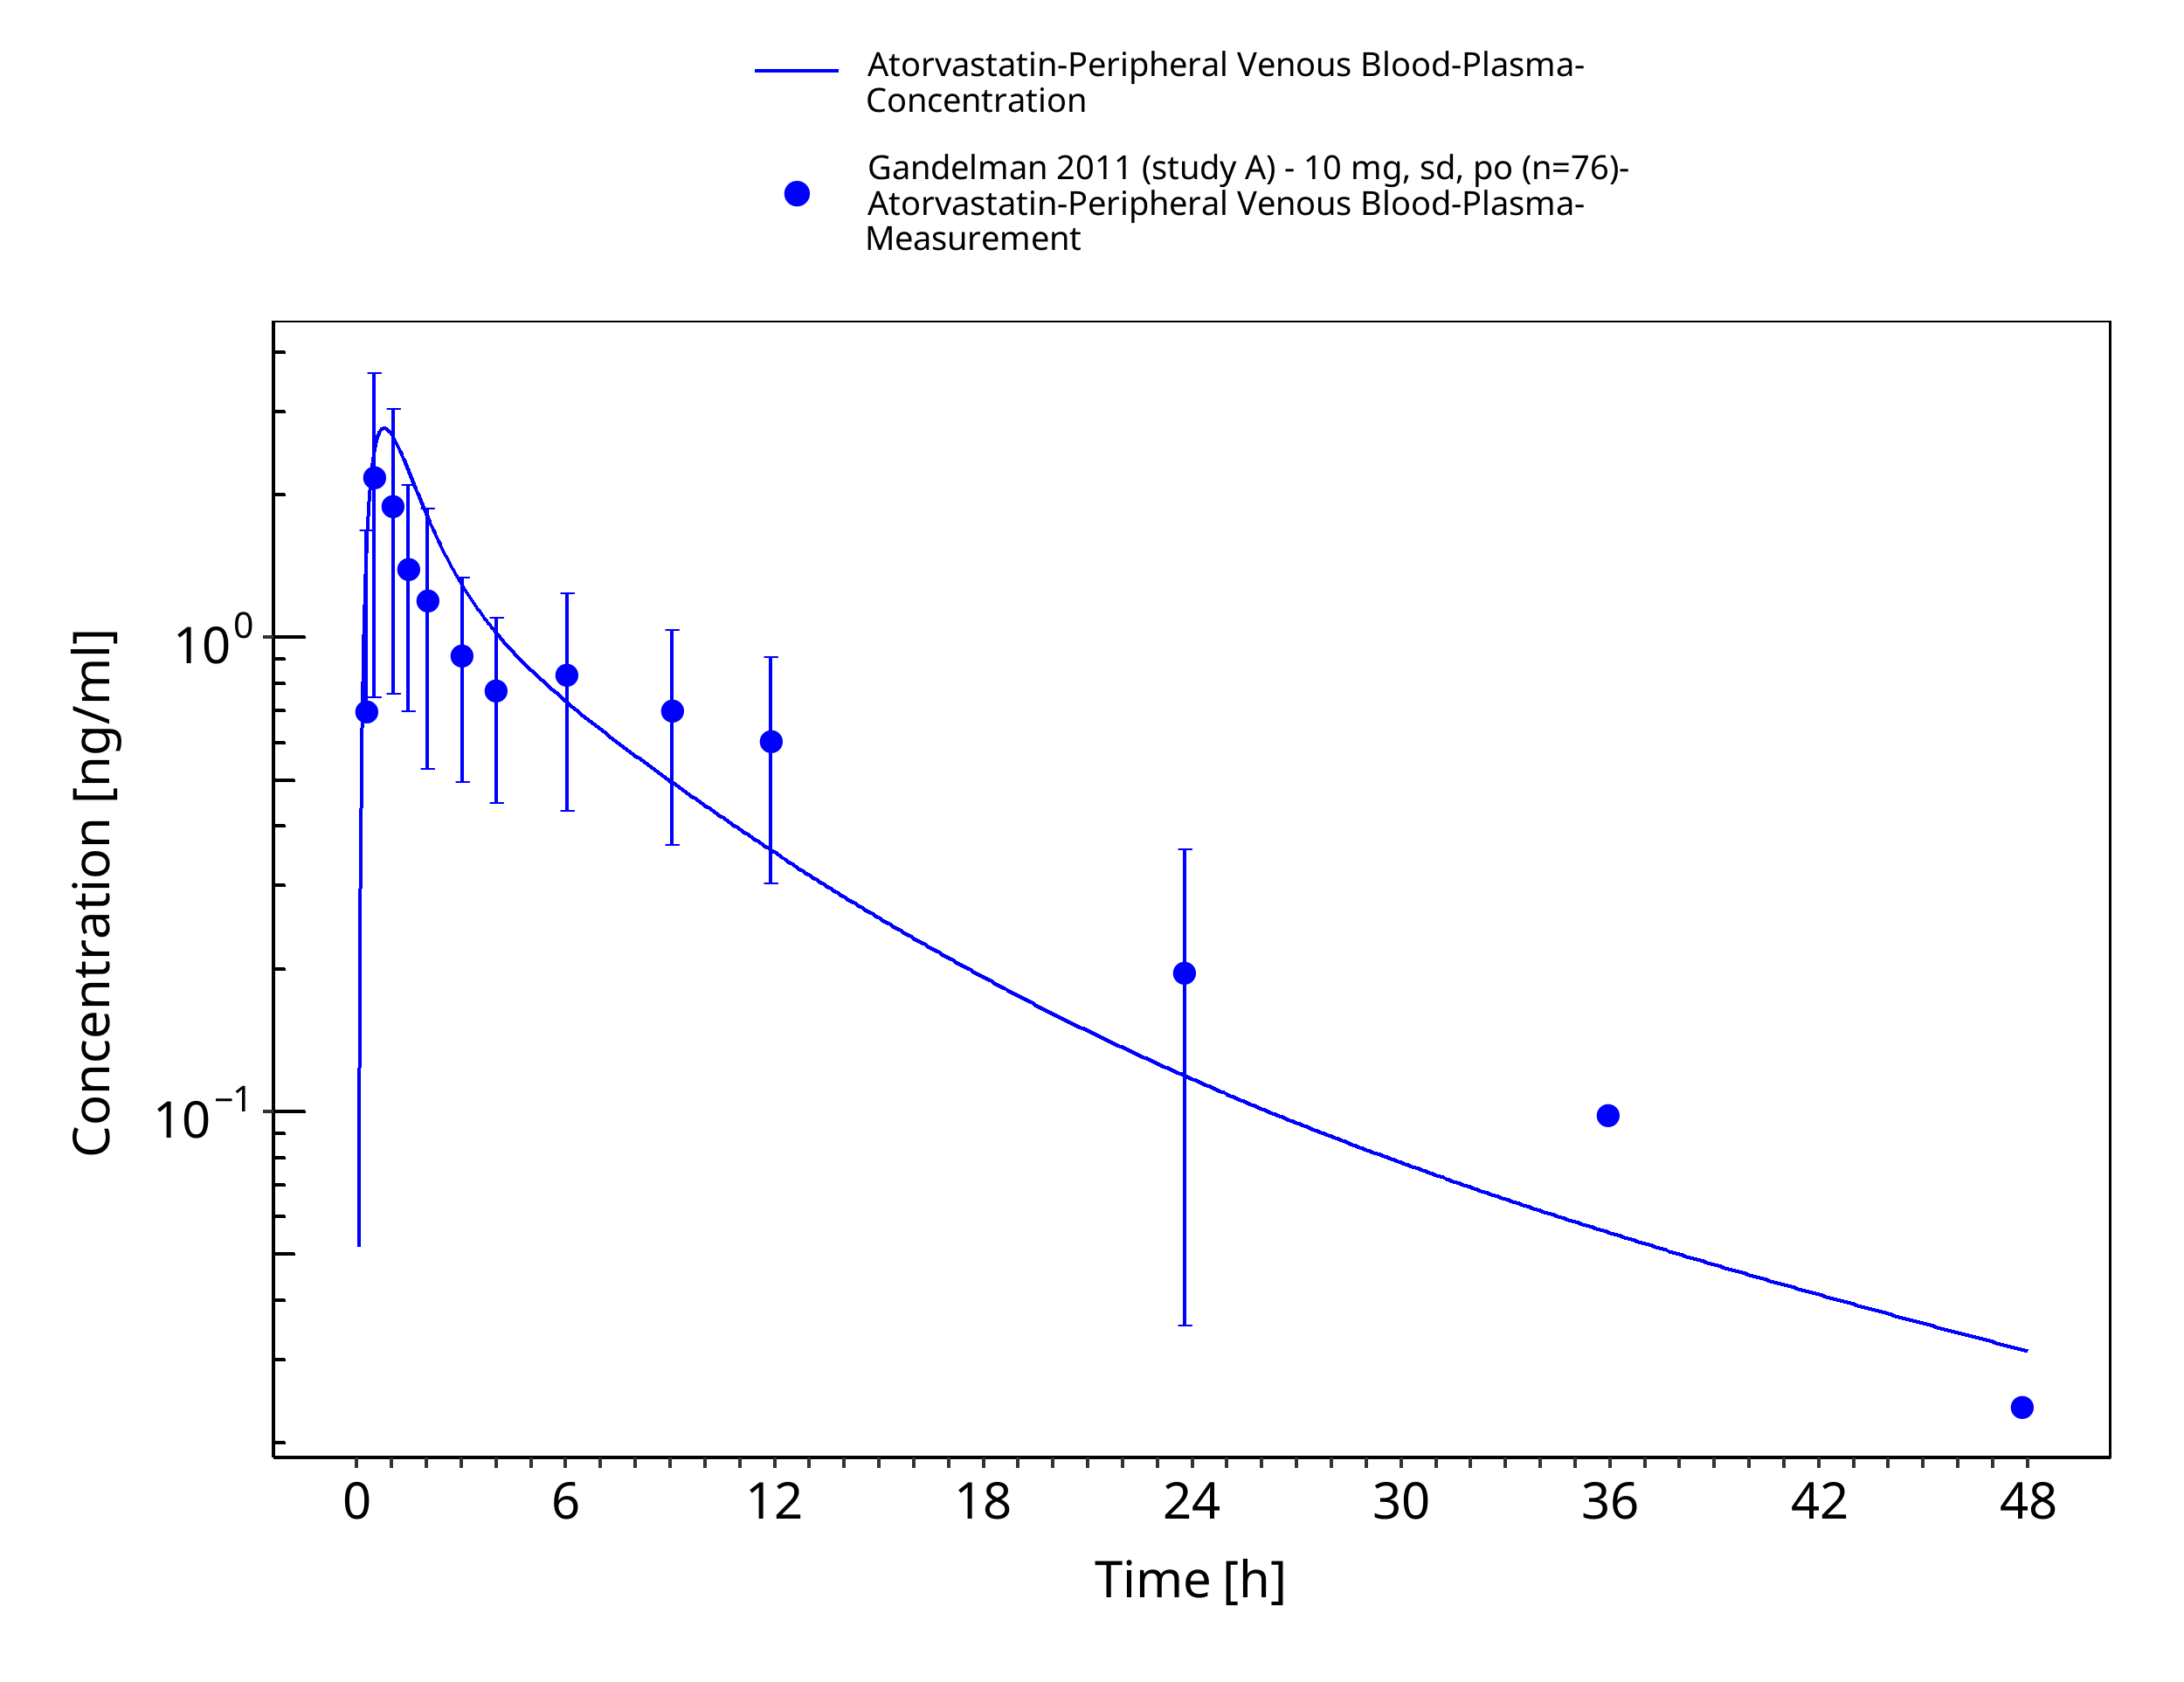 Atorvastatin-Peripheral Venous Blood-Plasma-
Concentration
Gandelman 2011 (study A) - 10 mg, sd, po (n=76)-
Atorvastatin-Peripheral Venous Blood-Plasma-
Measurement
Concentration [ng/ml]
10⁰
10⁻¹
0 6 12 18 24 30 36 42 48
Time [h]